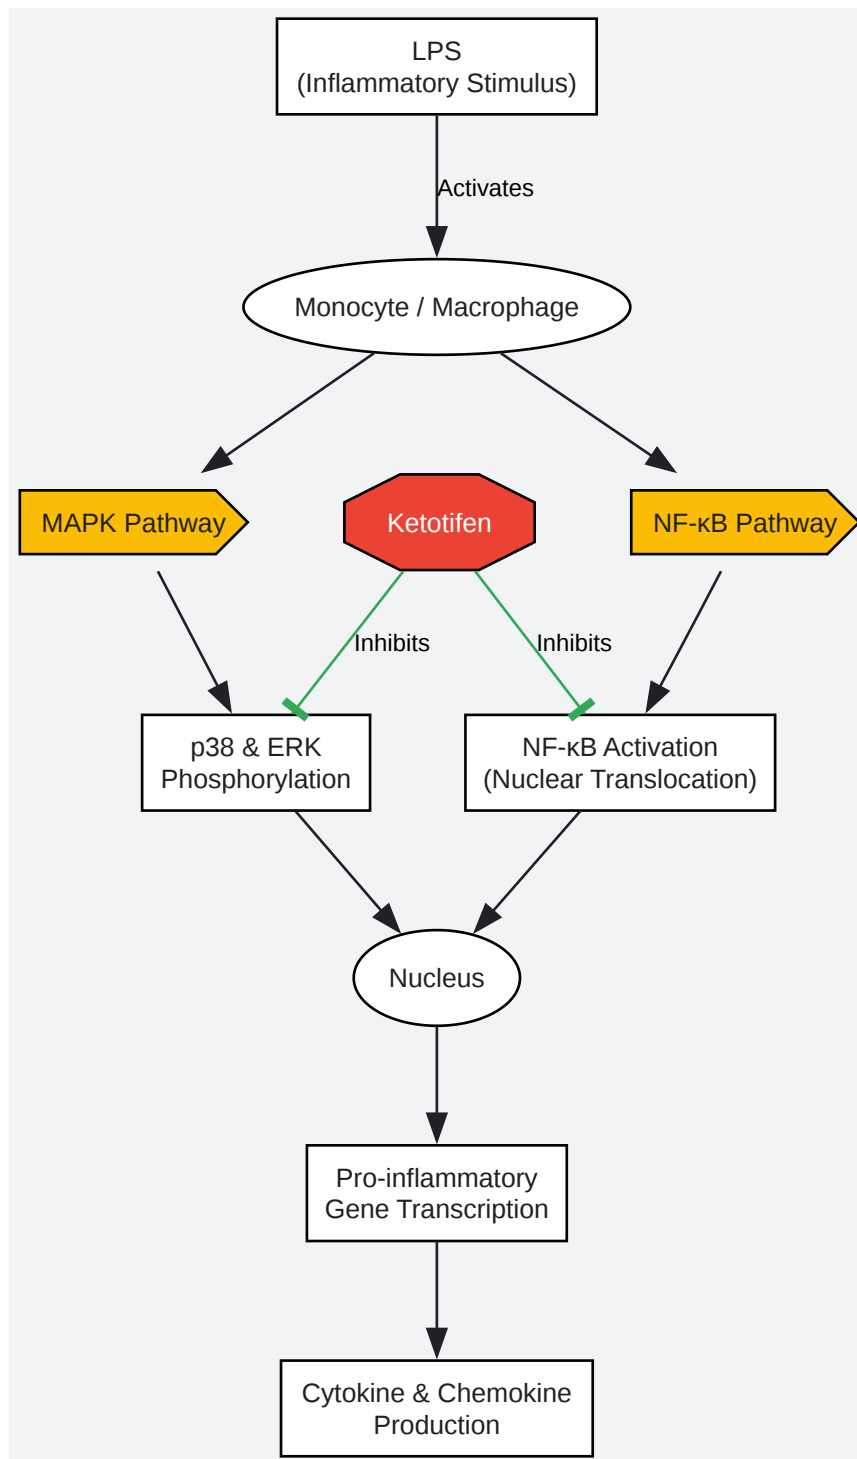 LPS
(Inflammatory Stimulus)
Activates
Monocyte / Macrophage
MAPK Pathway
Ketotifen
NF-κB Pathway
Inhibits
Inhibits
p38 & ERK
Phosphorylation
NF-κB Activation
(Nuclear Translocation)
Nucleus
Pro-inflammatory
Gene Transcription
Cytokine & Chemokine
Production